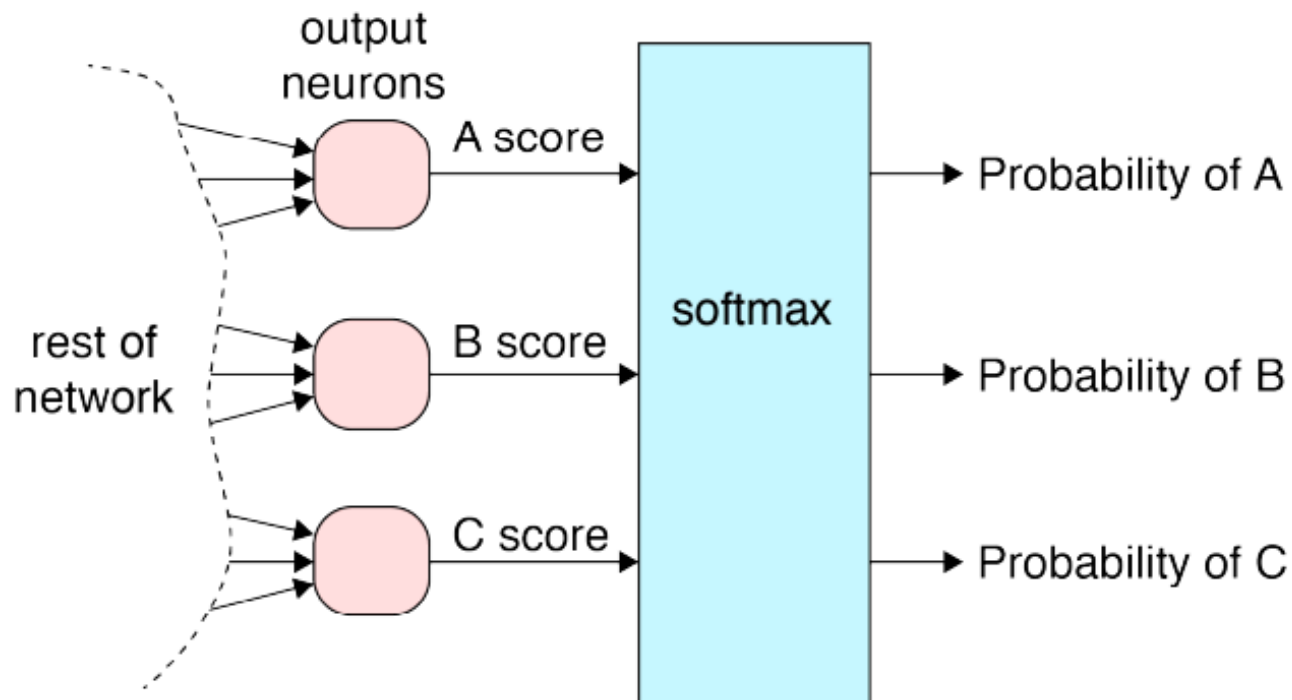 output
neurons
A score
Probability of A
softmax
rest of
network
B score
Probability of B
C score
Probability of C